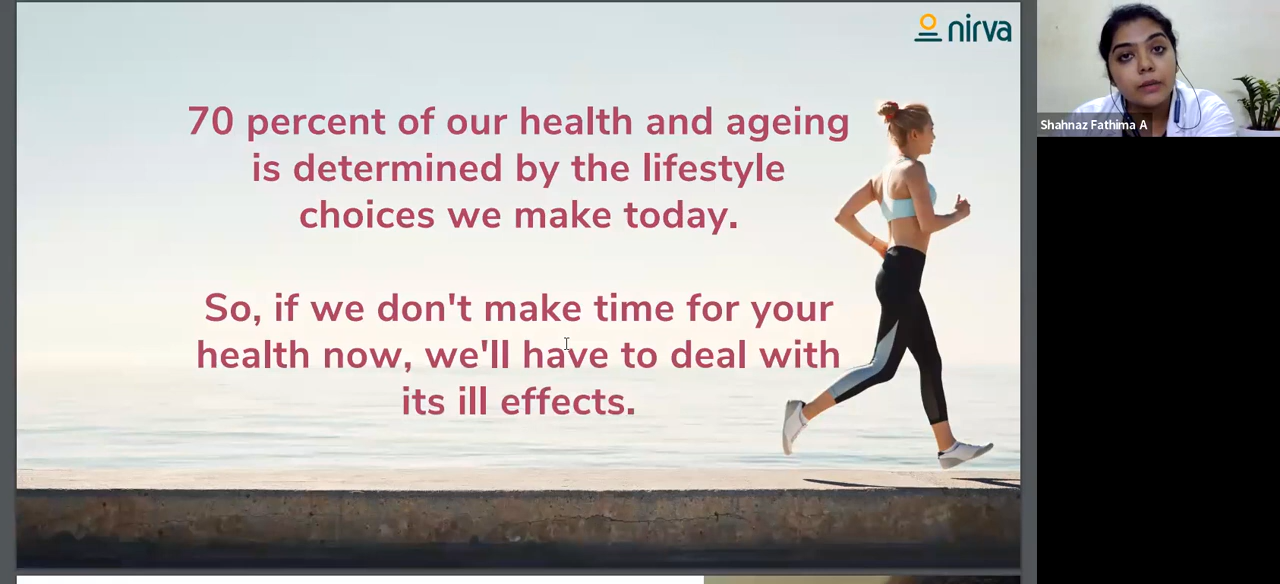 nirva
70 percent of our health and ageing
is determined by the lifestyle
choices we make today.
So, if we don't make time for your
health now, we'll have to deal with
its ill effects.
Shahnaz Fathima A